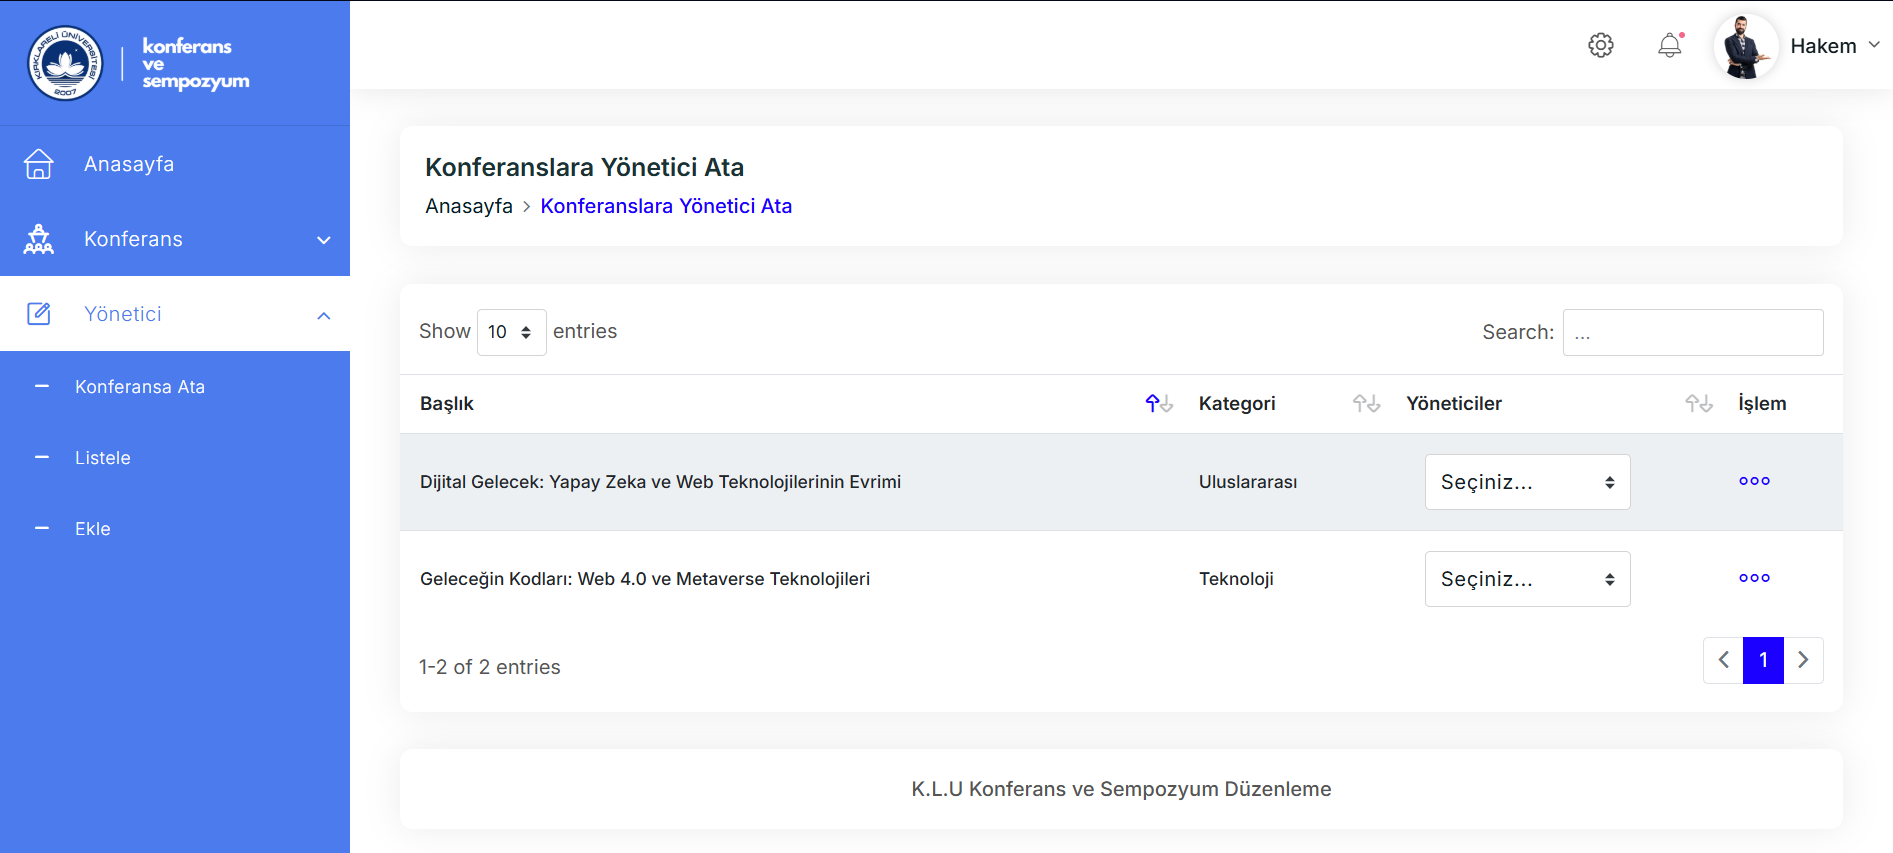 KIRKLARELİ ÜNİVERSİTESİ
2007
konferans
ve
sempozyum
Hakem
Anasayfa
Konferans
Yönetici
Konferansa Ata
Listele
Ekle
Konferanslara Yönetici Ata
Anasayfa > Konferanslara Yönetici Ata
Show 10 entries
Search: ...
Başlık Kategori Yöneticiler İşlem
Dijital Gelecek: Yapay Zeka ve Web Teknolojilerinin Evrimi Uluslararası Seçiniz...
Geleceğin Kodları: Web 4.0 ve Metaverse Teknolojileri Teknoloji Seçiniz...
1-2 of 2 entries
1
K.L.U Konferans ve Sempozyum Düzenleme